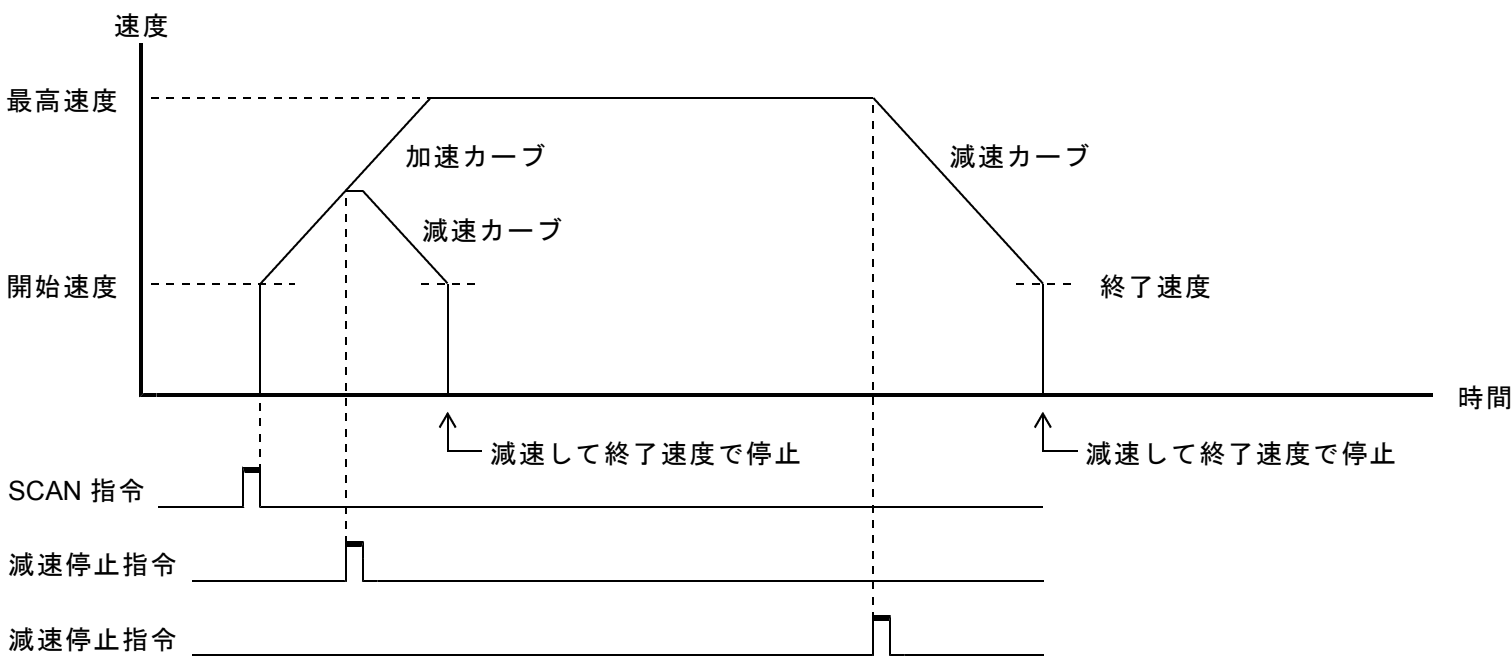 速度
最高速度
加速カーブ
減速カーブ
減速カーブ
開始速度
終了速度
時間
減速して終了速度で停止
減速して終了速度で停止
SCAN 指令
減速停止指令
減速停止指令